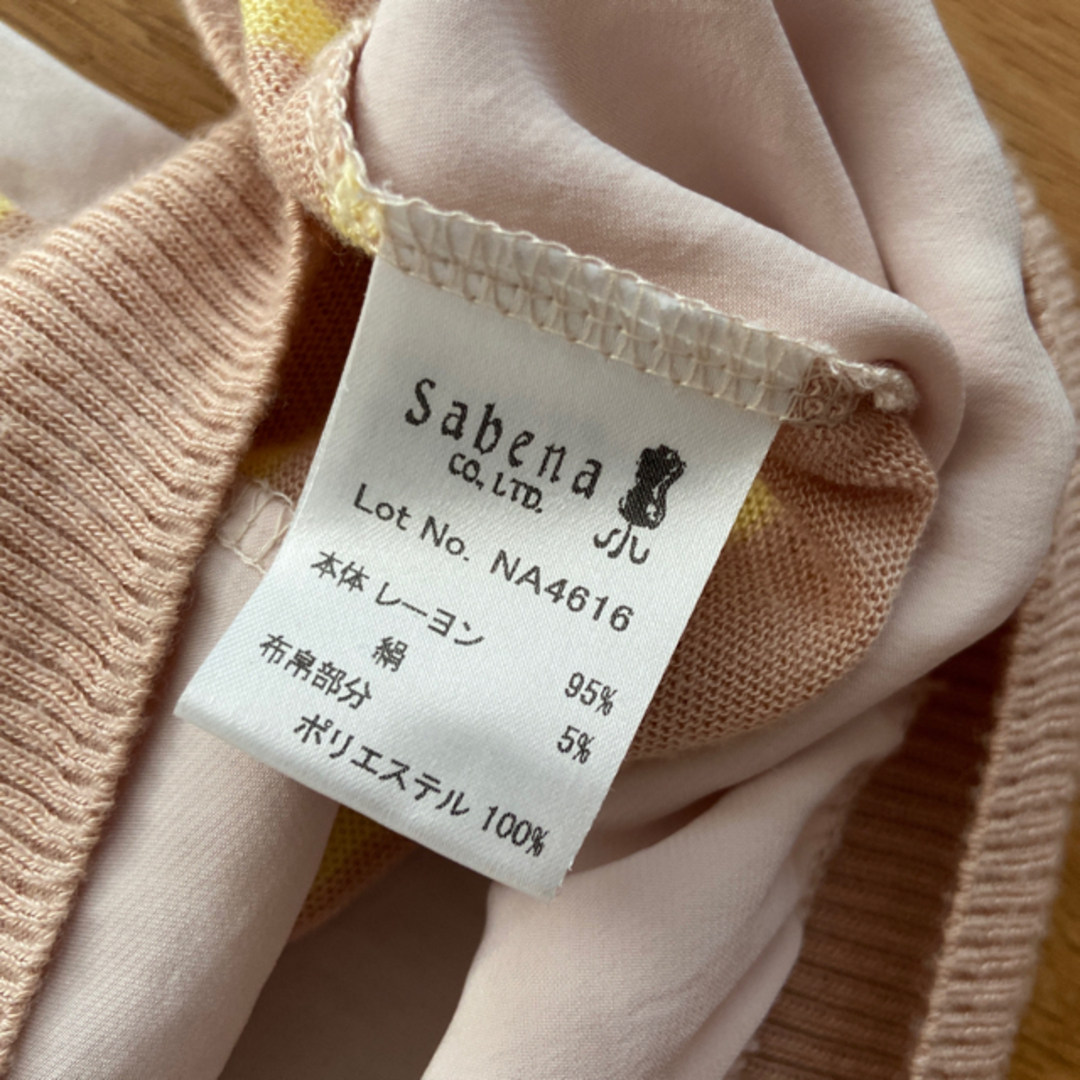 Sabena
CO., LTD.
Lot No. NA4616
本体 レーヨン 95%
絹 5%
布帛部分
ポリエステル 100%